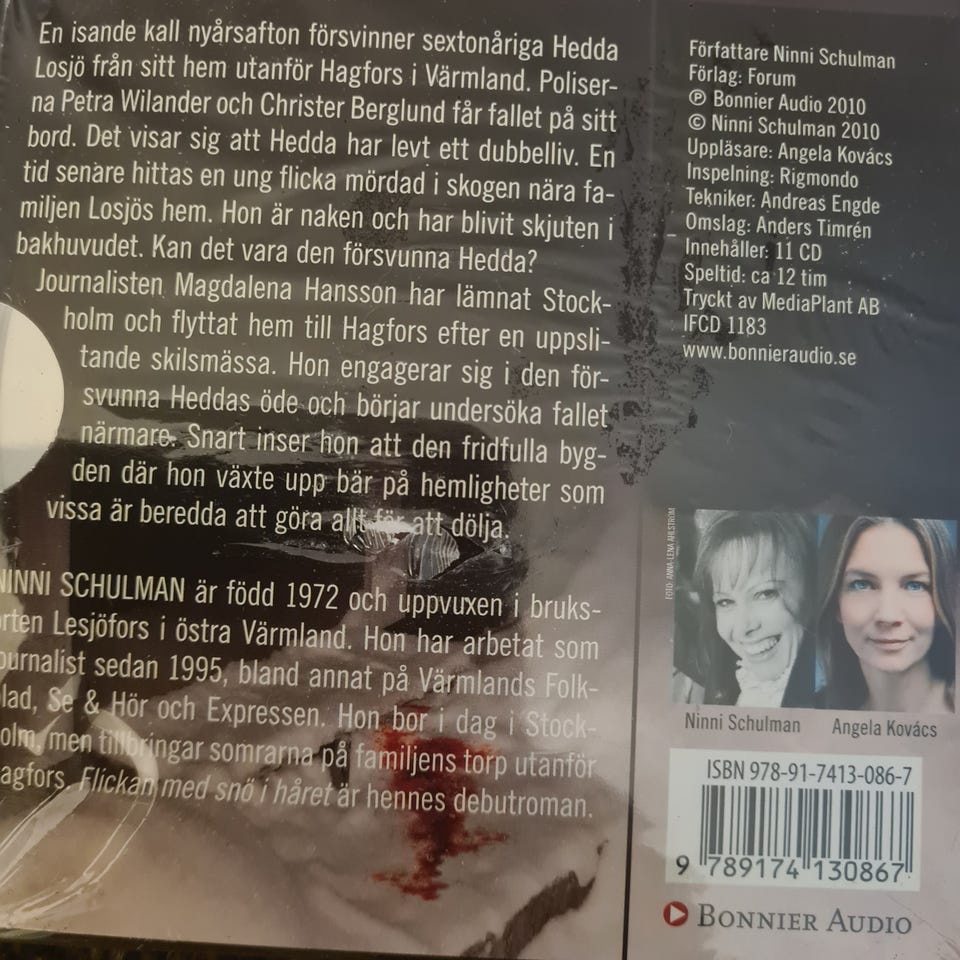 En isande kall nyårsafton försvinner sextonåriga Hedda
Losjö från sitt hem utanför Hagfors i Värmland. Poliser-
na Petra Wilander och Christer Berglund får fallet på sitt
bord. Det visar sig att Hedda har levt ett dubbelliv. En
tid senare hittas en ung flicka mördad i skogen nära fa-
miljen Losjös hem. Hon är naken och har blivit skjuten i
bakhuvudet. Kan det vara den försvunna Hedda?
Journalisten Magdalena Hansson har lämnat Stock-
holm och flyttat hem till Hagfors efter en uppsli-
tande skilsmässa. Hon engagerar sig i den för-
svunna Heddas öde och börjar undersöka fallet
närmare. Snart inser hon att den fridfulla byg-
den där hon växte upp bär på hemligheter som
vissa är beredda att göra allt för att dölja.
NINNI SCHULMAN är född 1972 och uppvuxen i bruks-
orten Lesjöfors i östra Värmland. Hon har arbetat som
journalist sedan 1995, bland annat på Värmlands Folk-
blad, Se & Hör och Expressen. Hon bor i dag i Stock-
holm, men tillbringar somrarna på familjens torp utanför
Hagfors. Flickan med snö i håret är hennes debutroman.
Författare Ninni Schulman
Förlag: Forum
℗ Bonnier Audio 2010
© Ninni Schulman 2010
Uppläsare: Angela Kovács
Inspelning: Rigmondo
Tekniker: Andreas Engde
Omslag: Anders Timrén
Innehåller: 11 CD
Speltid: ca 12 tim
Tryckt av MediaPlant AB
IFCD 1183
www.bonnieraudio.se
FOTO: ANNA-LENA AHLSTRÖM
Ninni Schulman Angela Kovács
ISBN 978-91-7413-086-7
9 789174 130867
BONNIER AUDIO